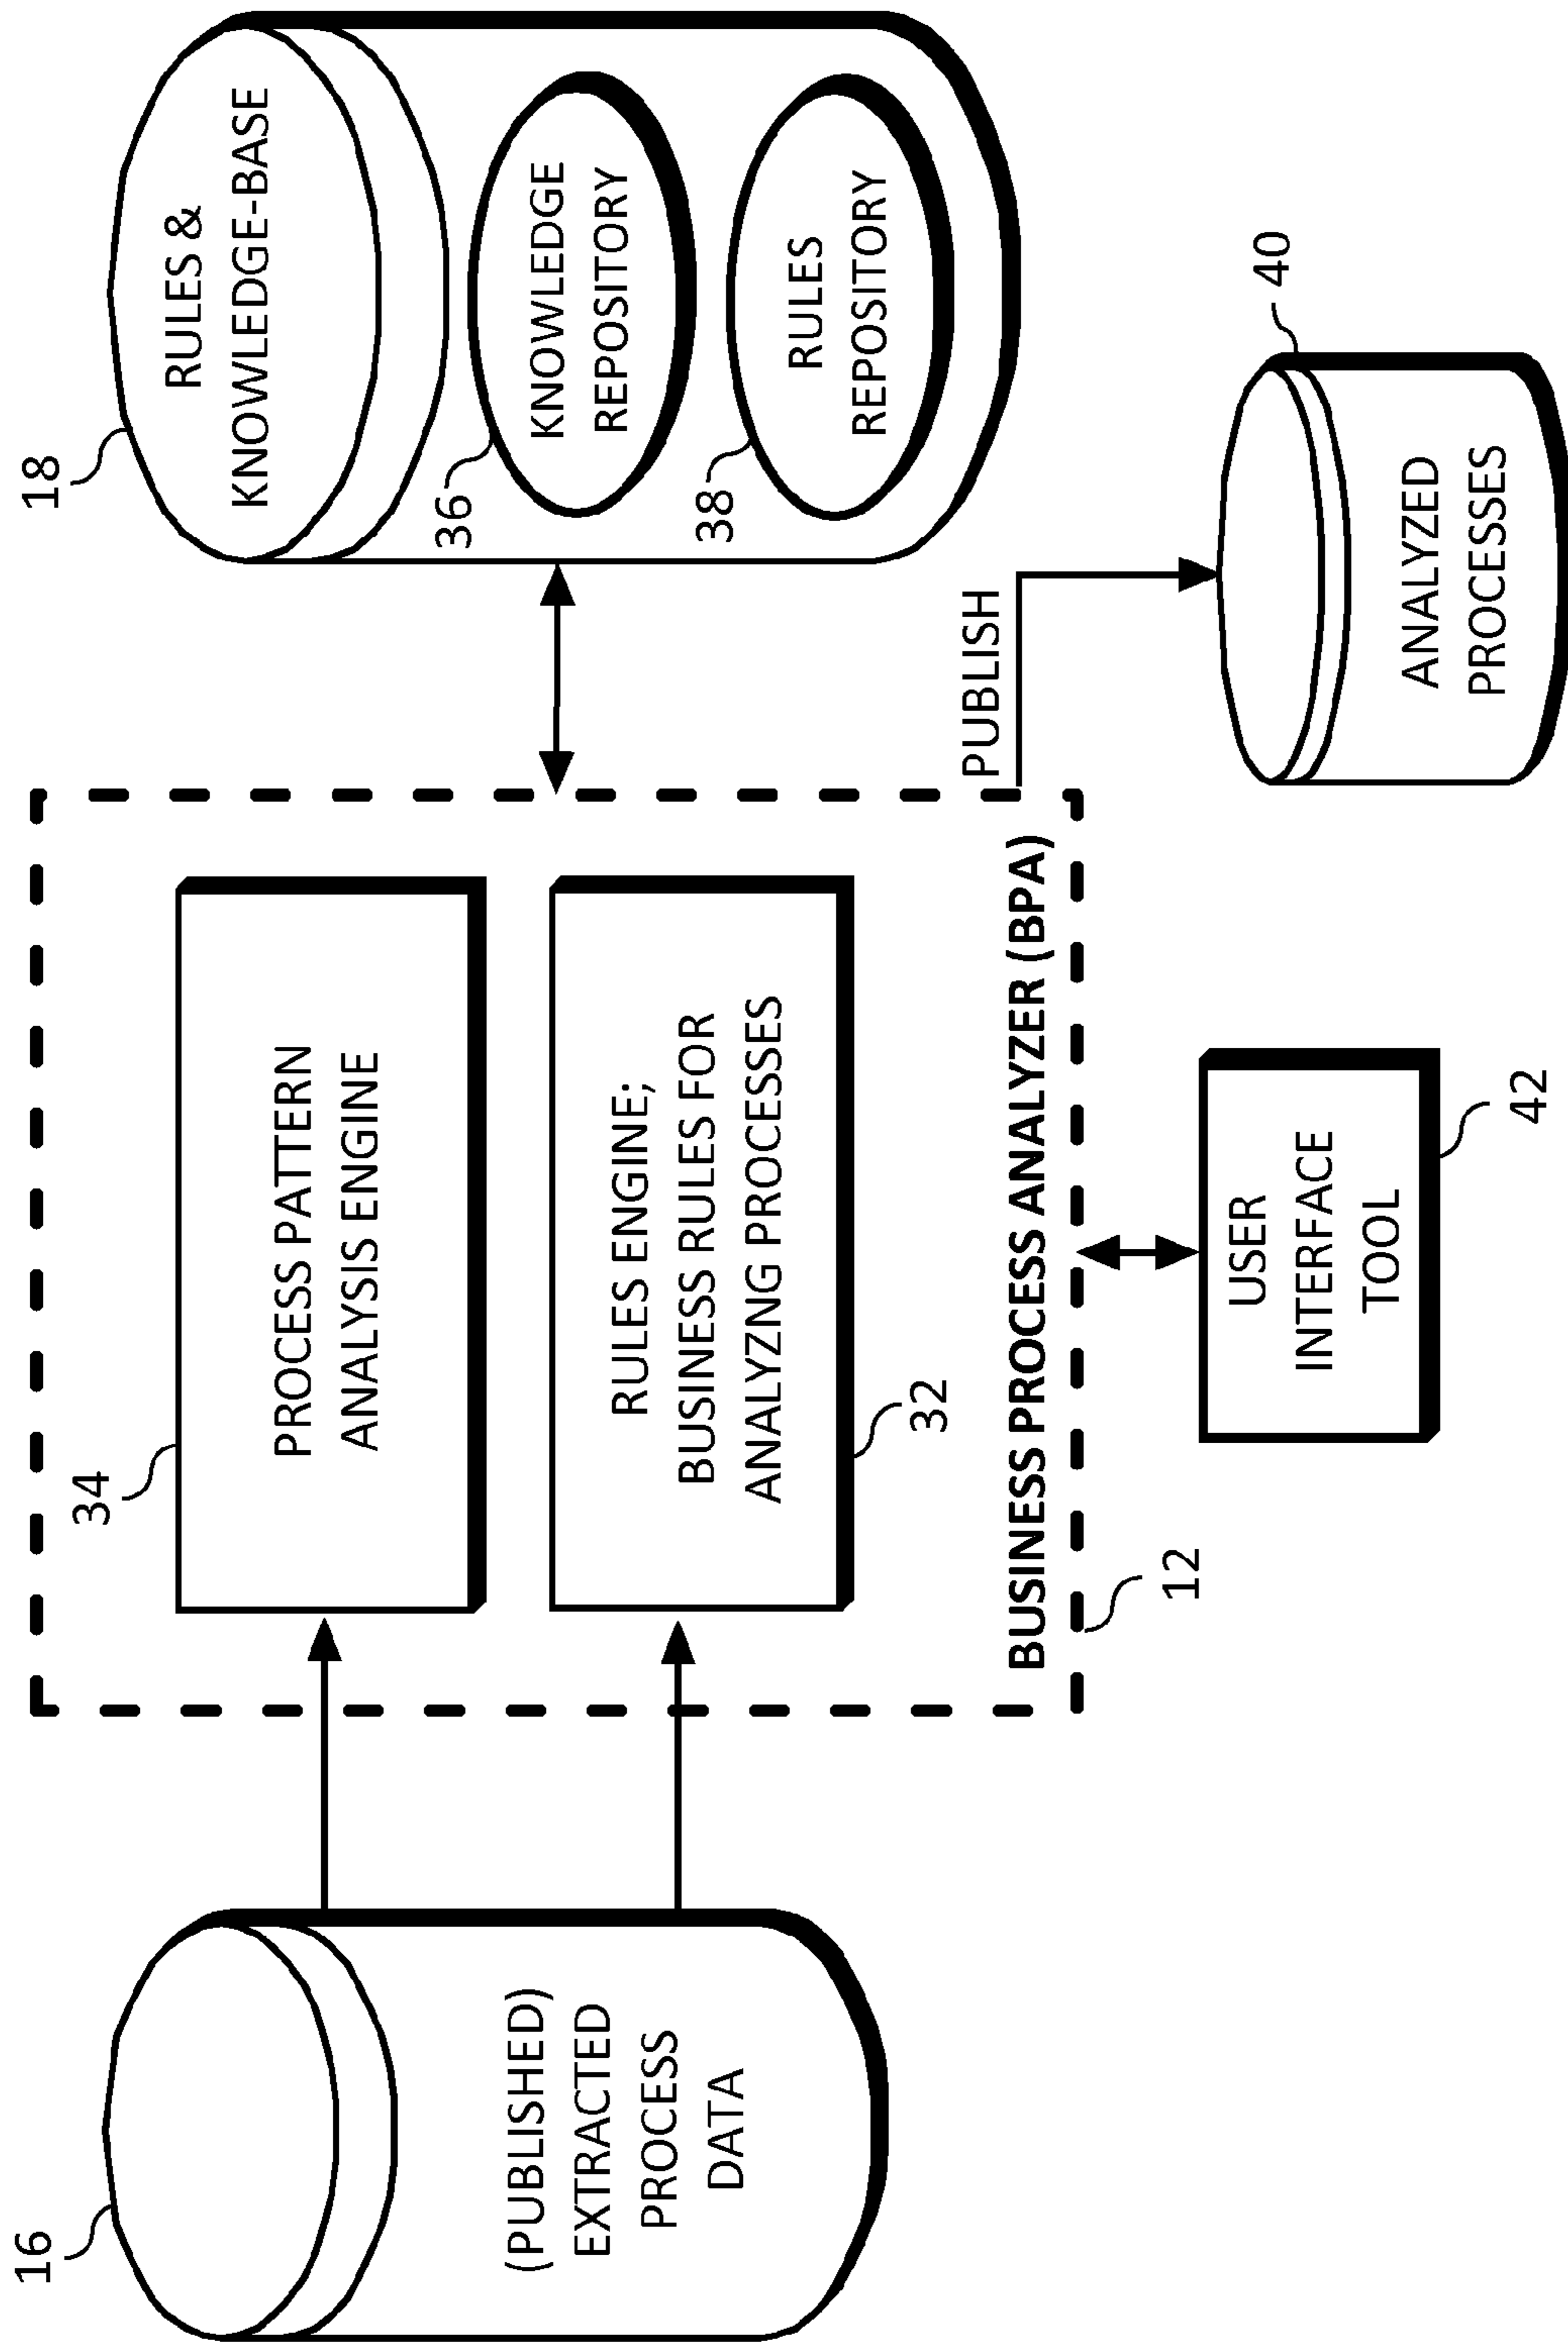 16
(PUBLISHED)
EXTRACTED
PROCESS
DATA
34
PROCESS PATTERN
ANALYSIS ENGINE
RULES ENGINE;
BUSINESS RULES FOR
ANALYZNG PROCESSES
32
BUSINESS PROCESS ANALYZER (BPA)
12
USER
INTERFACE
TOOL
42
18
RULES &
KNOWLEDGE-BASE
36
KNOWLEDGE
REPOSITORY
38
RULES
REPOSITORY
PUBLISH
40
ANALYZED
PROCESSES